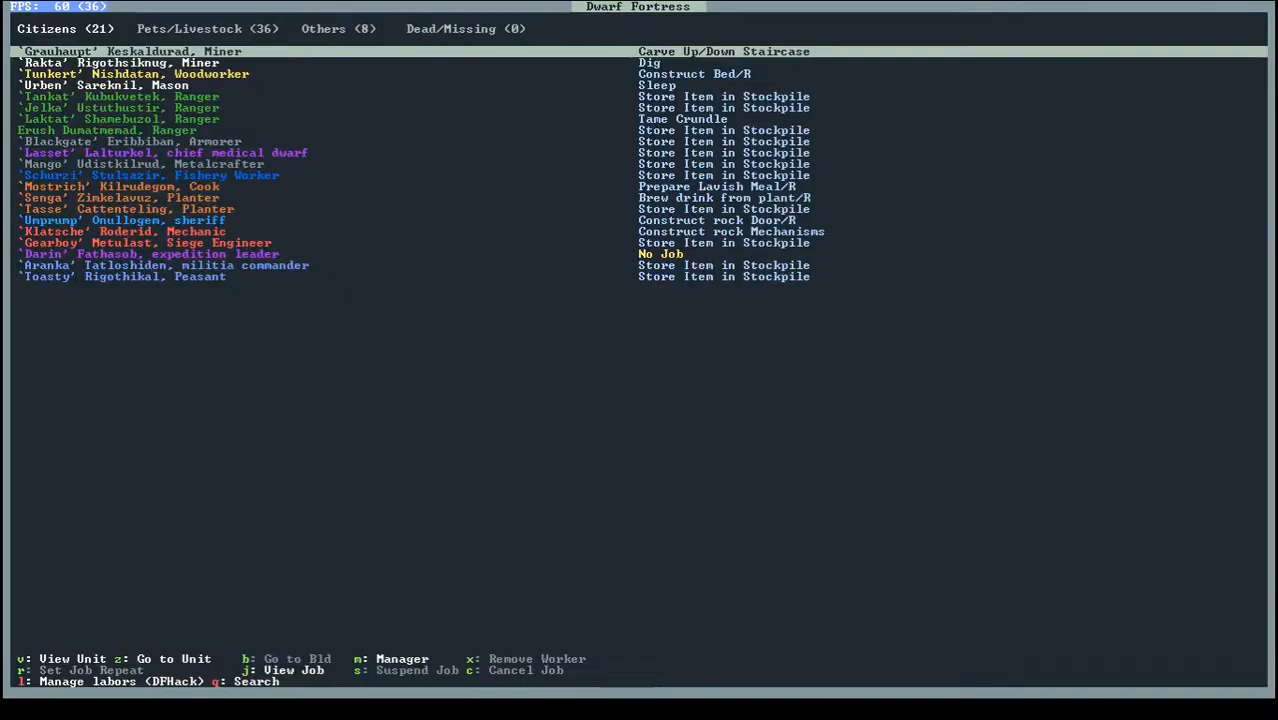 FPS: 60 (36) Dwarf Fortress
Citizens (21) Pets/Livestock (36) Others (8) Dead/Missing (0)
`Grauhaupt' Keskaldurad, Miner Carve Up/Down Staircase
`Rakta' Rigothsiknug, Miner Dig
`Tunkert' Nishdatan, Woodworker Construct Bed/R
`Urben' Sareknil, Mason Sleep
`Tankat' Kubukvetek, Ranger Store Item in Stockpile
`Jelka' Ustuthustir, Ranger Store Item in Stockpile
`Laktat' Shamebuzol, Ranger Tame Crundle
Erush Dumatmemad, Ranger Store Item in Stockpile
`Blackgate' Eribbiban, Armorer Store Item in Stockpile
`Lasset' Lalturkel, chief medical dwarf Store Item in Stockpile
`Mango' Udistkilrud, Metalcrafter Store Item in Stockpile
`Schurzi' Stulsazir, Fishery Worker Store Item in Stockpile
`Mostrich' Kilrudegom, Cook Prepare Lavish Meal/R
`Senga' Zimkelavuz, Planter Brew drink from plant/R
`Tasse' Cattenteling, Planter Store Item in Stockpile
`Umprump' Onullogem, sheriff Construct rock Door/R
`Klatsche' Roderid, Mechanic Construct rock Mechanisms
`Gearboy' Metulast, Siege Engineer Store Item in Stockpile
`Darin' Fathasob, expedition leader No Job
`Aranka' Tatloshiden, militia commander Store Item in Stockpile
`Toasty' Rigothikal, Peasant Store Item in Stockpile
v: View Unit z: Go to Unit b: Go to Bld m: Manager x: Remove Worker
r: Set Job Repeat j: View Job s: Suspend Job c: Cancel Job
l: Manage labors (DFHack) q: Search